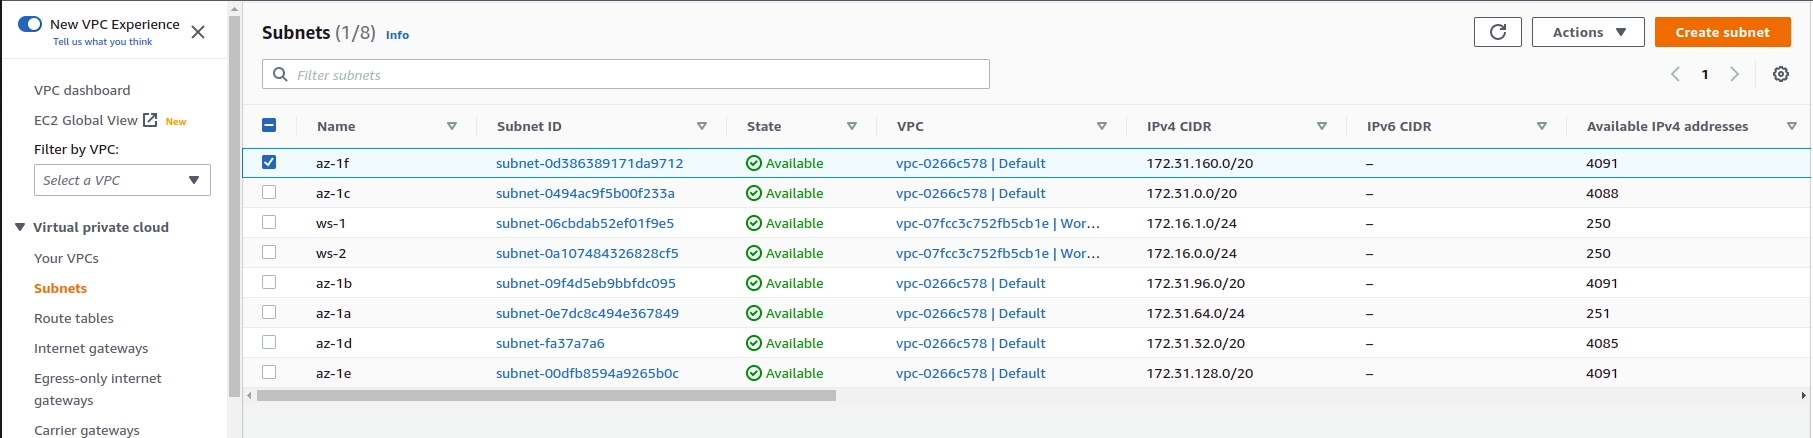 New VPC Experience
Tell us what you think
VPC dashboard
EC2 Global View New
Filter by VPC:
Select a VPC
Virtual private cloud
Your VPCs
Subnets
Route tables
Internet gateways
Egress-only internet
gateways
Carrier gateways
Subnets (1/8) Info
Actions
Create subnet
Filter subnets
1
Name Subnet ID State VPC IPv4 CIDR IPv6 CIDR Available IPv4 addresses
az-1f subnet-0d386389171da9712 Available vpc-0266c578 | Default 172.31.160.0/20 – 4091
az-1c subnet-0494ac9f5b00f233a Available vpc-0266c578 | Default 172.31.0.0/20 – 4088
ws-1 subnet-06cbdab52ef01f9e5 Available vpc-07fcc3c752fb5cb1e | Wor... 172.16.1.0/24 – 250
ws-2 subnet-0a107484326828cf5 Available vpc-07fcc3c752fb5cb1e | Wor... 172.16.0.0/24 – 250
az-1b subnet-09f4d5eb9bbfdc095 Available vpc-0266c578 | Default 172.31.96.0/20 – 4091
az-1a subnet-0e7dc8c494e367849 Available vpc-0266c578 | Default 172.31.64.0/24 – 251
az-1d subnet-fa37a7a6 Available vpc-0266c578 | Default 172.31.32.0/20 – 4085
az-1e subnet-00dfb8594a9265b0c Available vpc-0266c578 | Default 172.31.128.0/20 – 4091